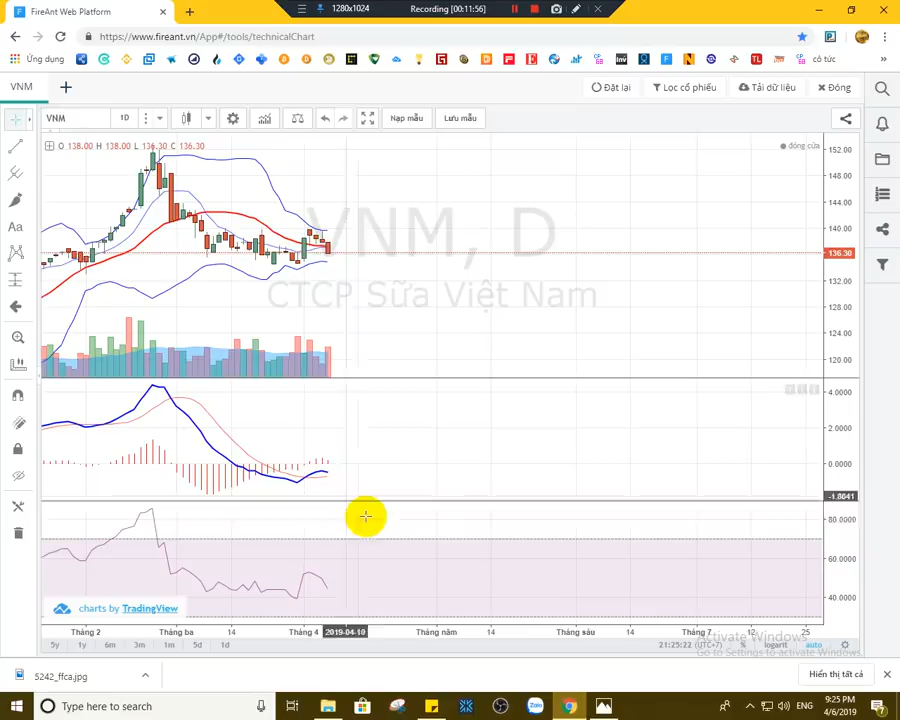 FireAnt Web Platform
1280x1024
Recording [00:11:56]
https://www.fireant.vn/App#/tools/technicalChart
Ứng dụng
cổ tức
VNM
Đặt lại
Lọc cổ phiếu
Tải dữ liệu
Đóng
VNM
1D
Nạp mẫu
Lưu mẫu
O 138.00 H 138.00 L 136.30 C 136.30
đóng cửa
152.00
148.00
144.00
140.00
136.30
132.00
128.00
124.00
120.00
VNM, D
CTCP Sữa Việt Nam
4.0000
2.0000
0.0000
-1.8041
80.0000
60.0000
40.0000
charts by TradingView
Tháng 2
Tháng ba
14
Tháng 4
2019-04-10
Tháng năm
14
Tháng sáu
14
Tháng 7
12
25
5y
1y
6m
3m
1m
5d
1d
21:25:22 (UTC+7)
%
logarit
auto
Activate Windows
Go to Settings to activate Windows.
5242_ffca.jpg
Hiển thị tất cả
Type here to search
ENG
9:25 PM
4/6/2019